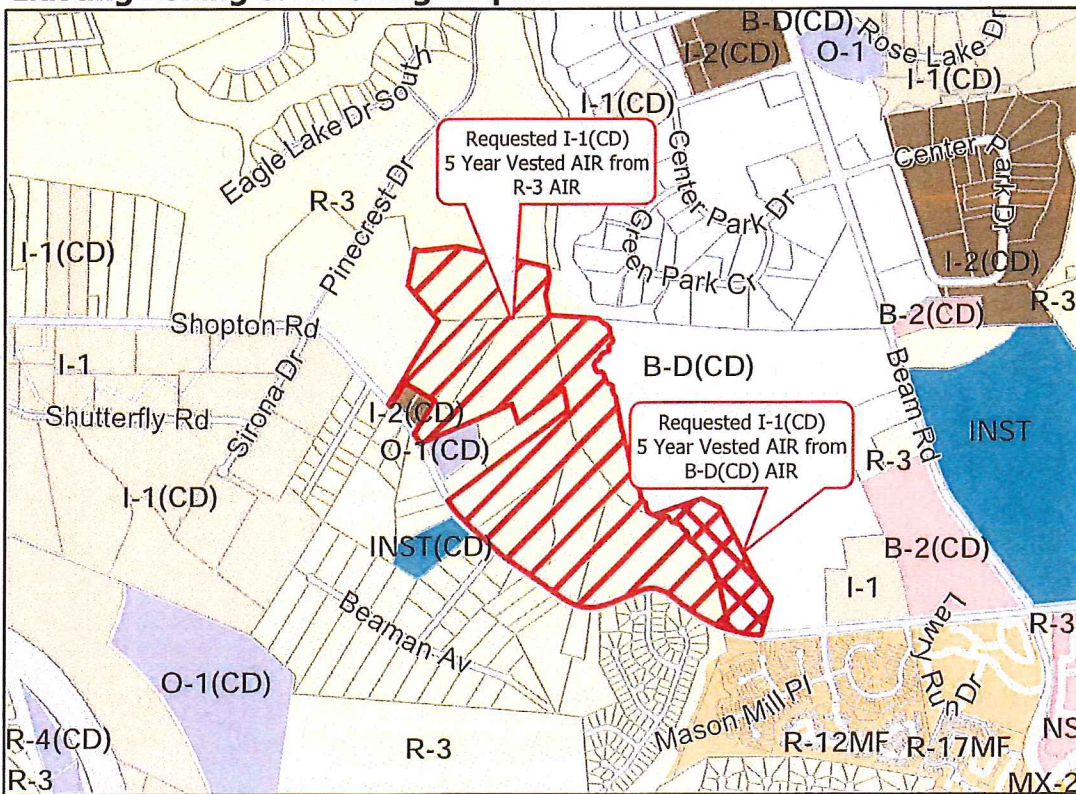 B-D(CD)
O-1
Rose Lake Dr
I-2(CD)
I-1(CD)
I-1(CD)
Eagle Lake Dr South
Pinecrest Dr
Requested I-1(CD)
5 Year Vested AIR from
R-3 AIR
Center Park Dr
Center Park Dr
R-3
Green Park Cr
I-1(CD)
I-2(CD)
R-3
B-2(CD)
Shopton Rd
I-1
Sirona Dr
B-D(CD)
Beam Rd
Shutterfly Rd
I-2(CD)
O-1(CD)
Requested I-1(CD)
5 Year Vested AIR from
B-D(CD) AIR
INST
R-3
I-1(CD)
INST(CD)
B-2(CD)
I-1
Beaman Av
Lawry Run Dr
R-3
O-1(CD)
Mason Mill Pl
R-4(CD)
R-3
R-3
R-12MF
R-17MF
NS
MX-2